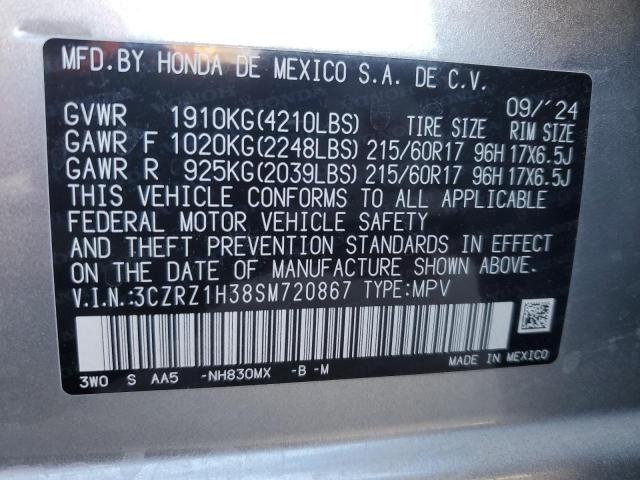 MFD.BY HONDA DE MEXICO S.A. DE C.V.
09/'24
GVWR 1910KG(4210LBS) TIRE SIZE RIM SIZE
GAWR F 1020KG(2248LBS) 215/60R17 96H 17X6.5J
GAWR R 925KG(2039LBS) 215/60R17 96H 17X6.5J
THIS VEHICLE CONFORMS TO ALL APPLICABLE
FEDERAL MOTOR VEHICLE SAFETY
AND THEFT PREVENTION STANDARDS IN EFFECT
ON THE DATE OF MANUFACTURE SHOWN ABOVE.
V.I.N.:3CZRZ1H38SM720867 TYPE:MPV
MADE IN MEXICO
3W0 S AA5 -NH830MX -B -M